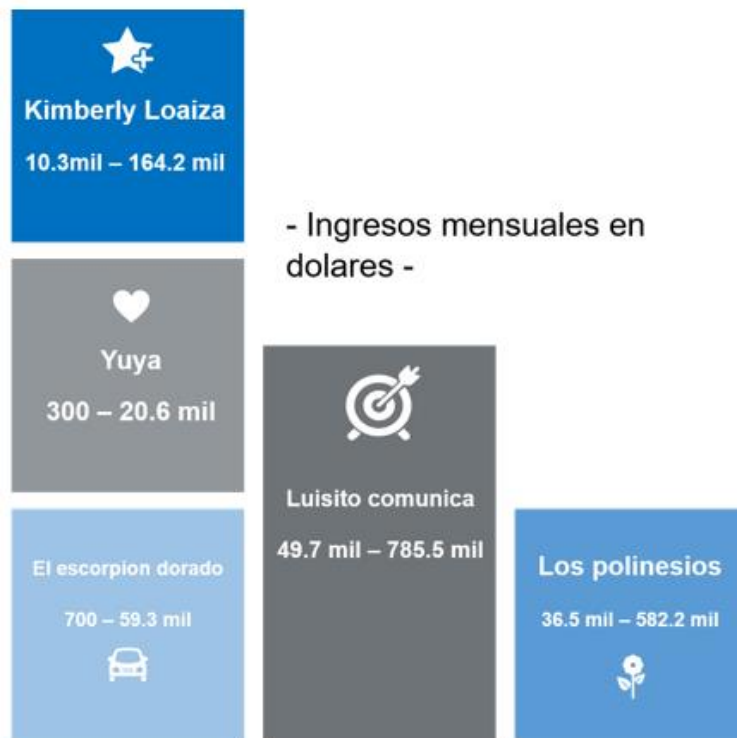 Kimberly Loaiza
10.3mil – 164.2 mil
- Ingresos mensuales en
dolares -
Yuya
300 – 20.6 mil
Luisito comunica
49.7 mil – 785.5 mil
El escorpion dorado
700 – 59.3 mil
Los polinesios
36.5 mil – 582.2 mil